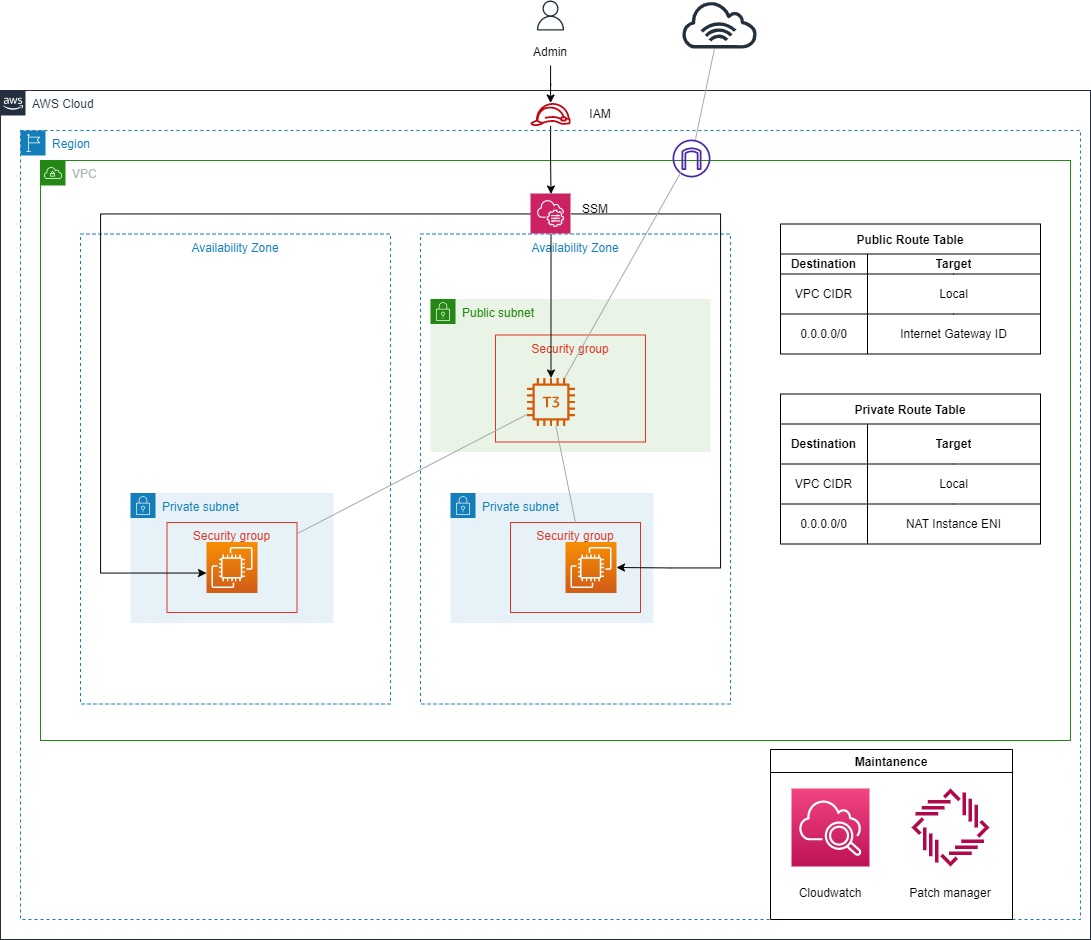 Admin
aws
AWS Cloud
IAM
Region
VPC
SSM
Availability Zone
Availability Zone
Public subnet
Security group
T3
Private subnet
Security group
Private subnet
Security group
Public Route Table
Destination Target
VPC CIDR Local
0.0.0.0/0 Internet Gateway ID
Private Route Table
Destination Target
VPC CIDR Local
0.0.0.0/0 NAT Instance ENI
Maintanence
Cloudwatch Patch manager